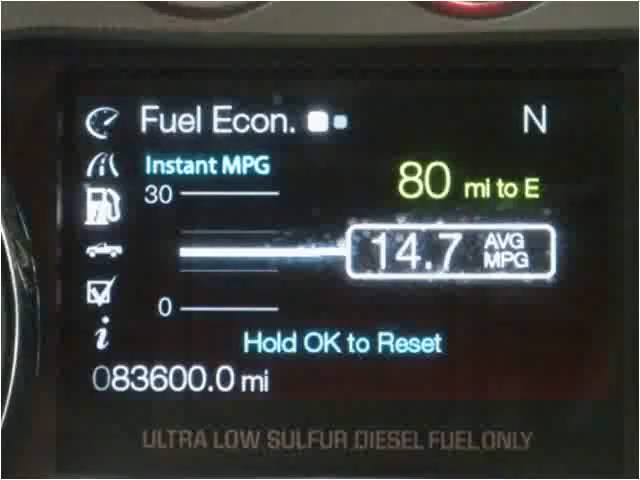 Fuel Econ. N
Instant MPG
80 mi to E
30
14.7 AVG MPG
0
Hold OK to Reset
083600.0 mi
ULTRA LOW SULFUR DIESEL FUEL ONLY